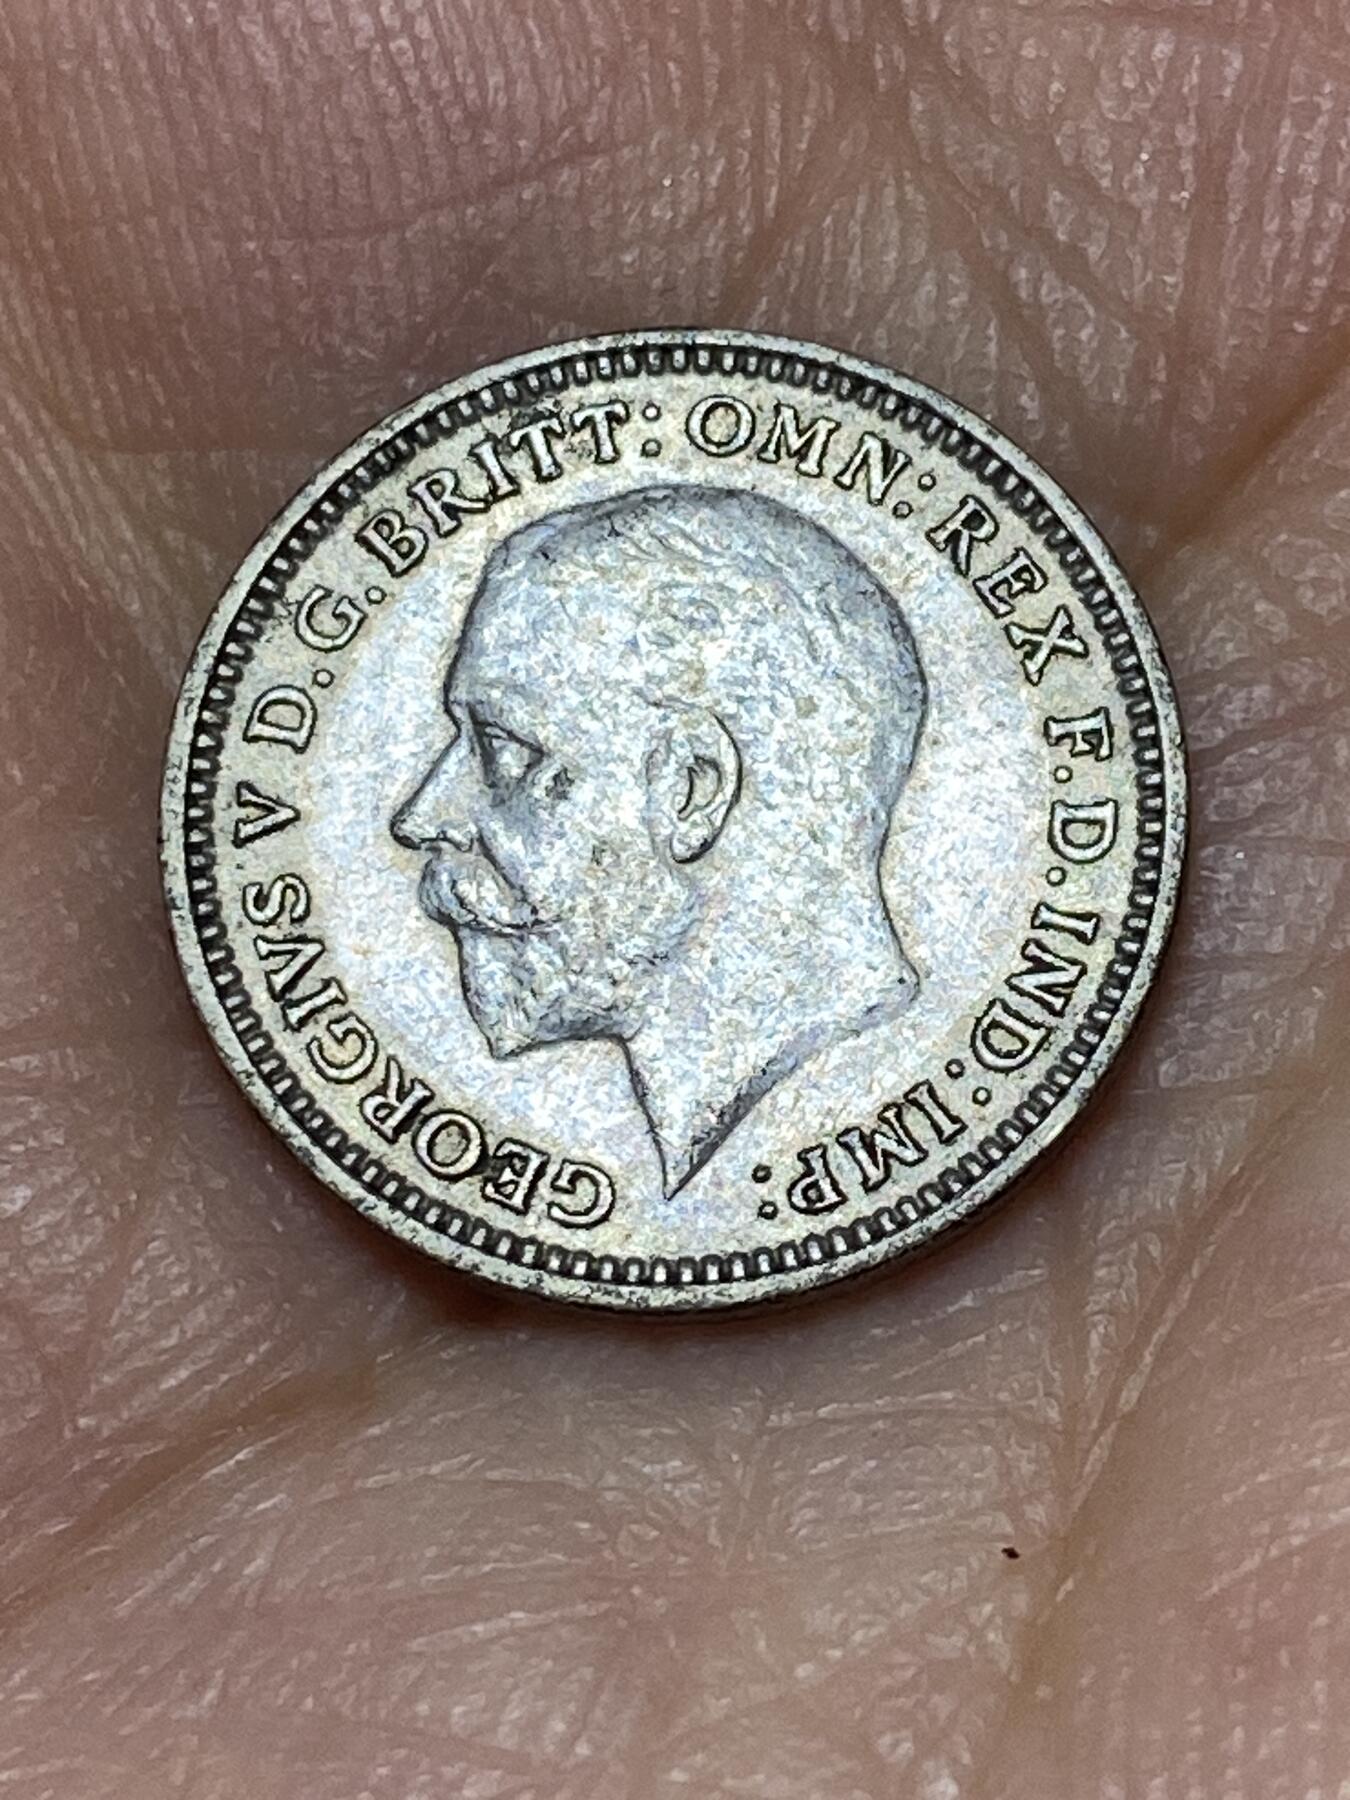 GEORGIVS V D.G.BRITT: OMN: REX F.D.IND: IMP: